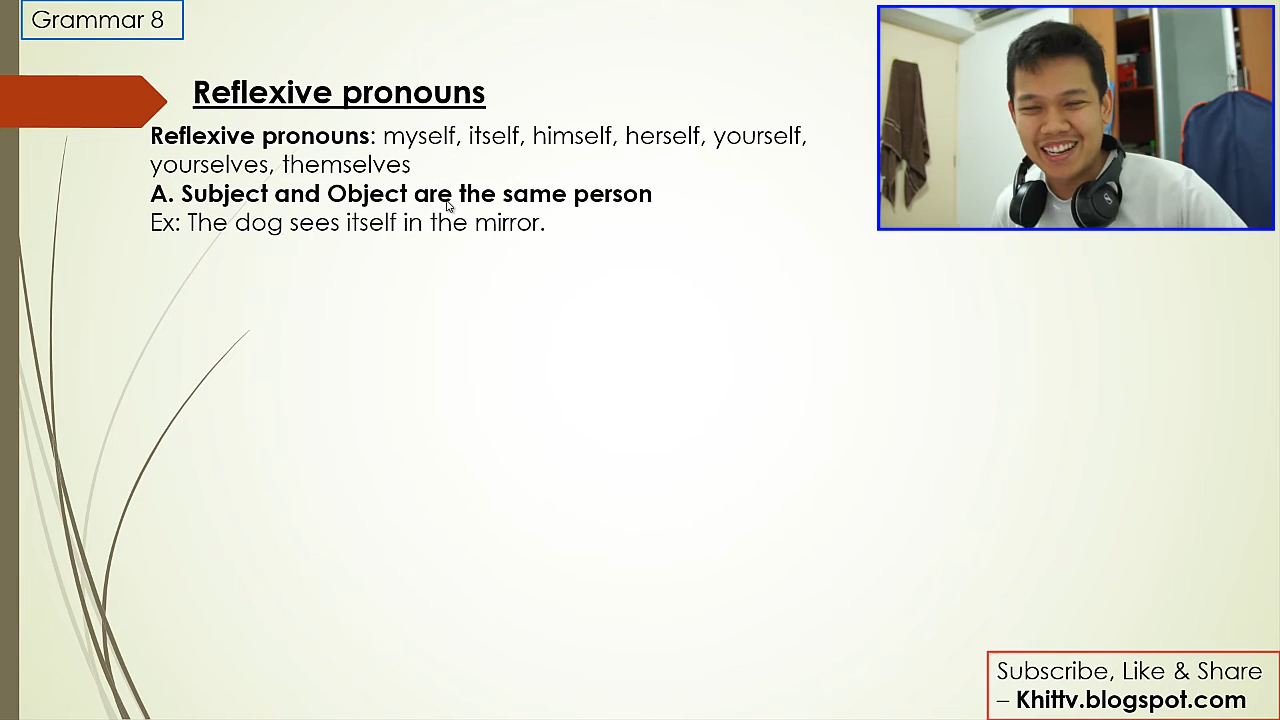 Grammar 8
Reflexive pronouns
Reflexive pronouns: myself, itself, himself, herself, yourself,
yourselves, themselves
A. Subject and Object are the same person
Ex: The dog sees itself in the mirror.
Subscribe, Like & Share
– Khittv.blogspot.com